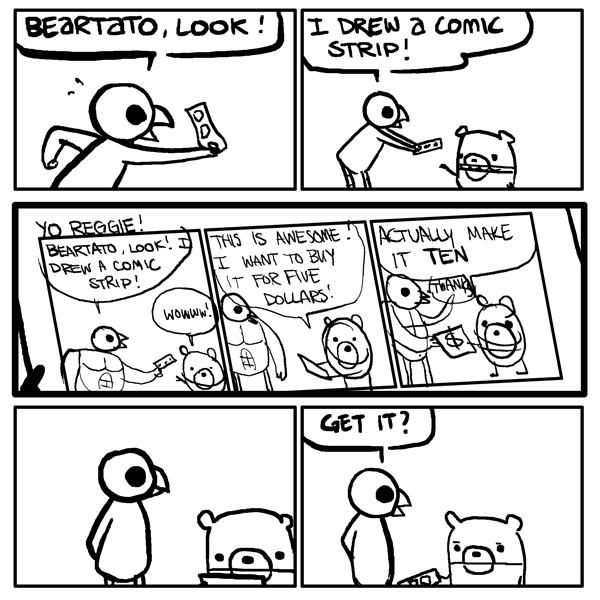 BEARTATO, LOOK!
I DREW A COMIC
STRIP!
YO REGGIE!
BEARTATO, LOOK! I
DREW A COMIC
STRIP!
WOWWW!
THIS IS AWESOME!
I WANT TO BUY
IT FOR FIVE
DOLLARS!
ACTUALLY MAKE
IT TEN
THANKS
$
GET IT?